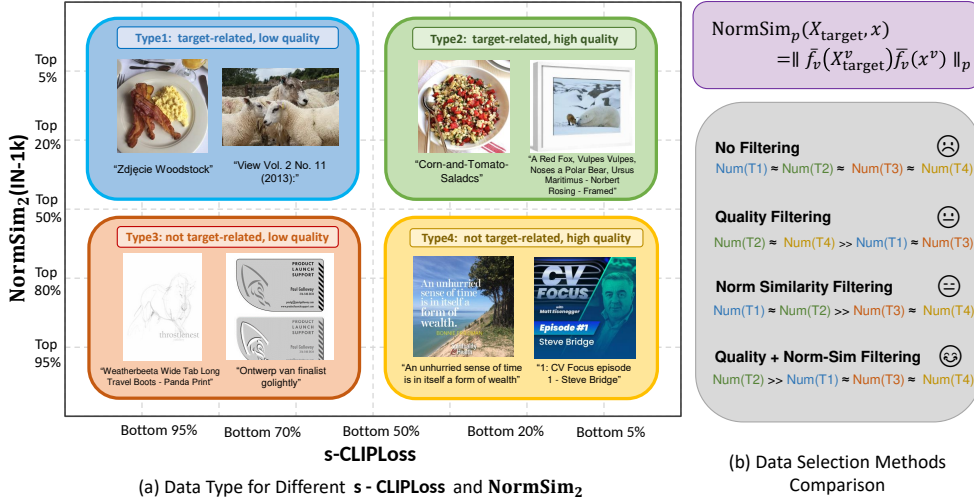 Top
5%
Top
20%
Top
50%
Top
80%
Top
95%
NormSim₂(IN-1k)
Type1: target-related, low quality
"Zdjęcie Woodstock"
"View Vol. 2 No. 11
(2013):"
Type2: target-related, high quality
"Corn-and-Tomato-
Saladcs"
"A Red Fox, Vulpes Vulpes,
Noses a Polar Bear, Ursus
Maritimus - Norbert
Rosing - Framed"
Type3: not target-related, low quality
PRODUCT
LAUNCH
SUPPORT
Paul Galloway
PRODUCT
LAUNCH
SUPPORT
"Weatherbeeta Wide Tab Long
Travel Boots - Panda Print"
"Ontwerp van finalist
golightly"
Type4: not target-related, high quality
An unhurried
sense of time
is in itself a
form of
wealth.
"An unhurried sense of time
is in itself a form of wealth"
CV
FOCUS
with
Matt Eisenegger
Episode #1
Steve Bridge
"1: CV Focus episode
1 - Steve Bridge"
Bottom 95%
Bottom 70%
Bottom 50%
Bottom 20%
Bottom 5%
s-CLIPLoss
(a) Data Type for Different s - CLIPLoss and NormSim₂
NormSimₚ(X_target, x)
=‖ f̄ᵥ(X^v_target)f̄ᵥ(xᵛ) ‖ₚ
No Filtering
Num(T1) ≈ Num(T2) ≈ Num(T3) ≈ Num(T4)
Quality Filtering
Num(T2) ≈ Num(T4) >> Num(T1) ≈ Num(T3)
Norm Similarity Filtering
Num(T1) ≈ Num(T2) >> Num(T3) ≈ Num(T4)
Quality + Norm-Sim Filtering
Num(T2) >> Num(T1) ≈ Num(T3) ≈ Num(T4)
(b) Data Selection Methods
Comparison